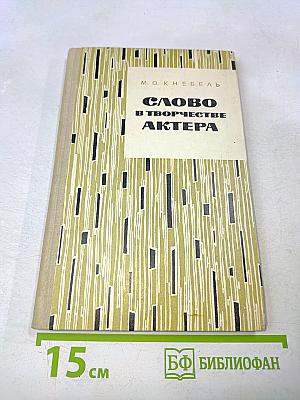 М.О.КНЕБЕЛЬ
СЛОВО
В ТВОРЧЕСТВЕ
АКТЕРА
15 см
БФ БИБЛИОФАН